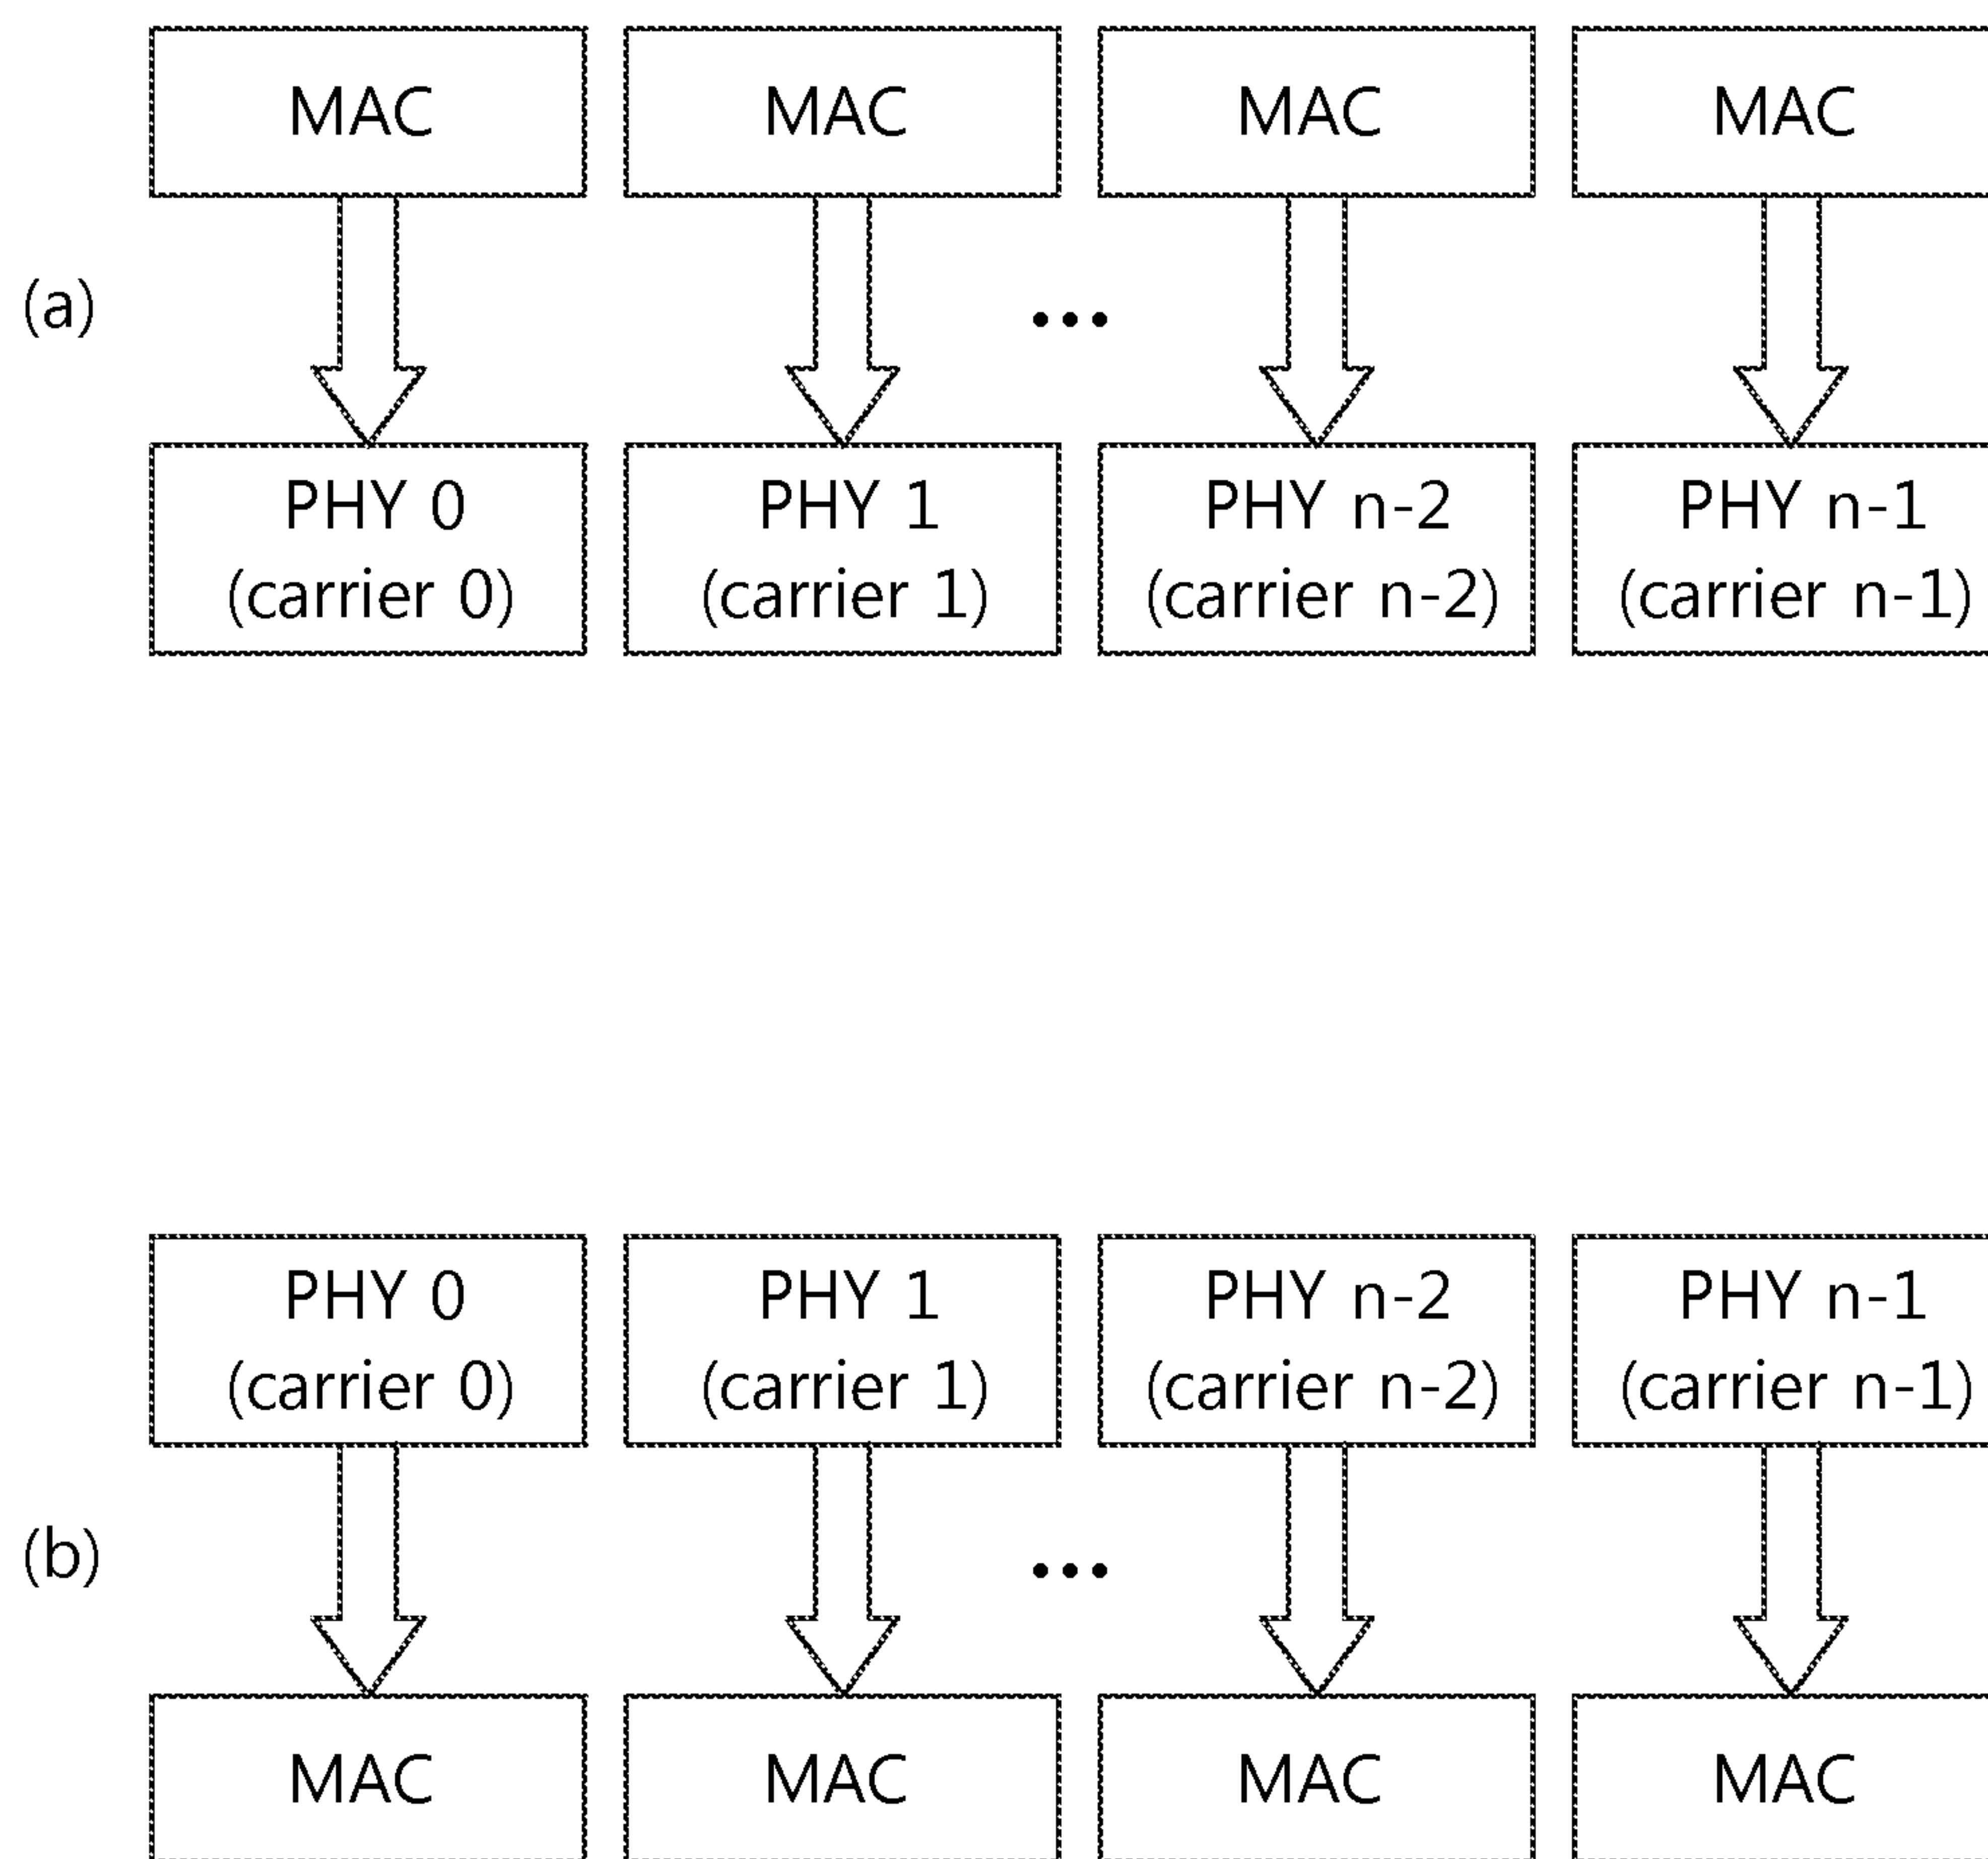 MAC MAC MAC MAC
(a)
...
PHY 0 PHY 1 PHY n-2 PHY n-1
(carrier 0) (carrier 1) (carrier n-2) (carrier n-1)
PHY 0 PHY 1 PHY n-2 PHY n-1
(carrier 0) (carrier 1) (carrier n-2) (carrier n-1)
(b)
...
MAC MAC MAC MAC